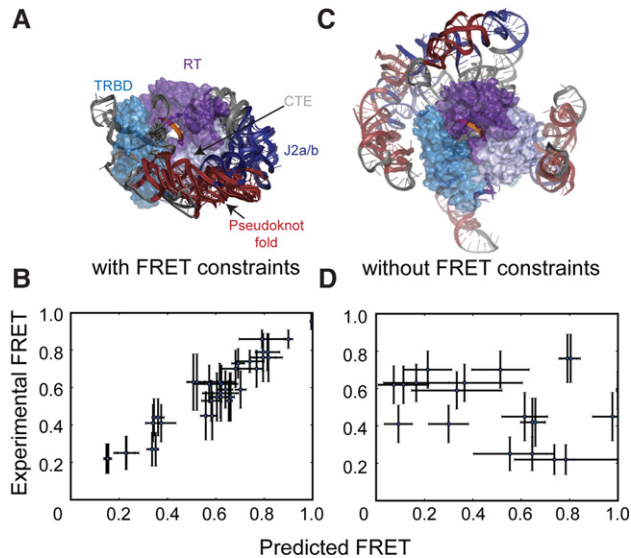 A
C
RT
TRBD
CTE
J2a/b
Pseudoknot
fold
with FRET constraints
without FRET constraints
B
D
Experimental FRET
1.0
0.8
0.6
0.4
0.2
0.2 0.4 0.6 0.8 1.0
1.0
0.8
0.6
0.4
0.2
0.2 0.4 0.6 0.8 1.0
Predicted FRET